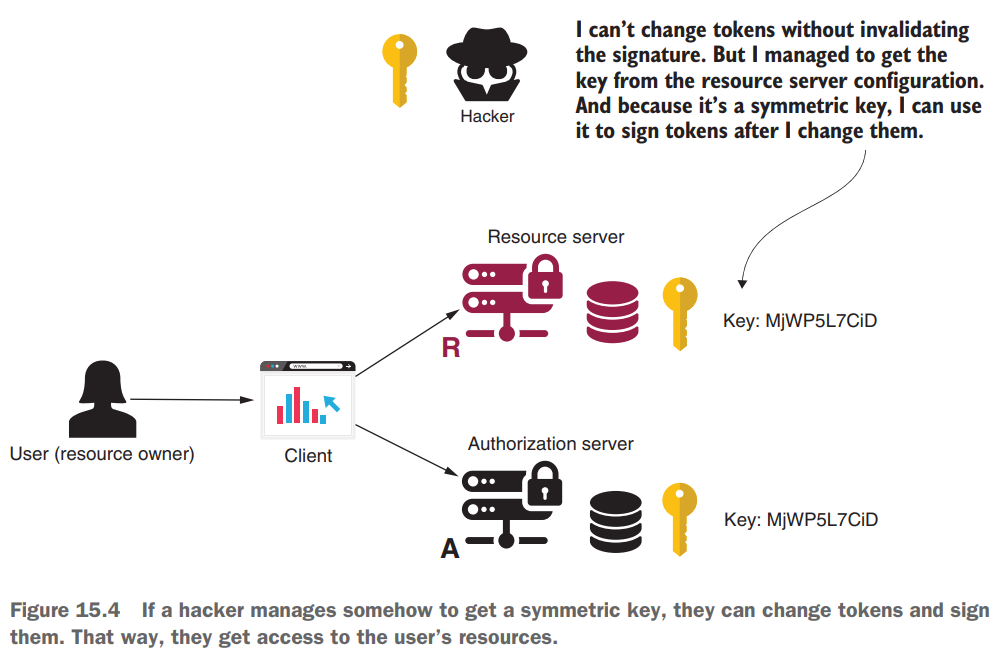 I can't change tokens without invalidating
the signature. But I managed to get the
key from the resource server configuration.
And because it's a symmetric key, I can use
it to sign tokens after I change them.
Hacker
Resource server
R
Key: MjWP5L7CiD
www.
User (resource owner)
Client
Authorization server
A
Key: MjWP5L7CiD
Figure 15.4 If a hacker manages somehow to get a symmetric key, they can change tokens and sign
them. That way, they get access to the user's resources.